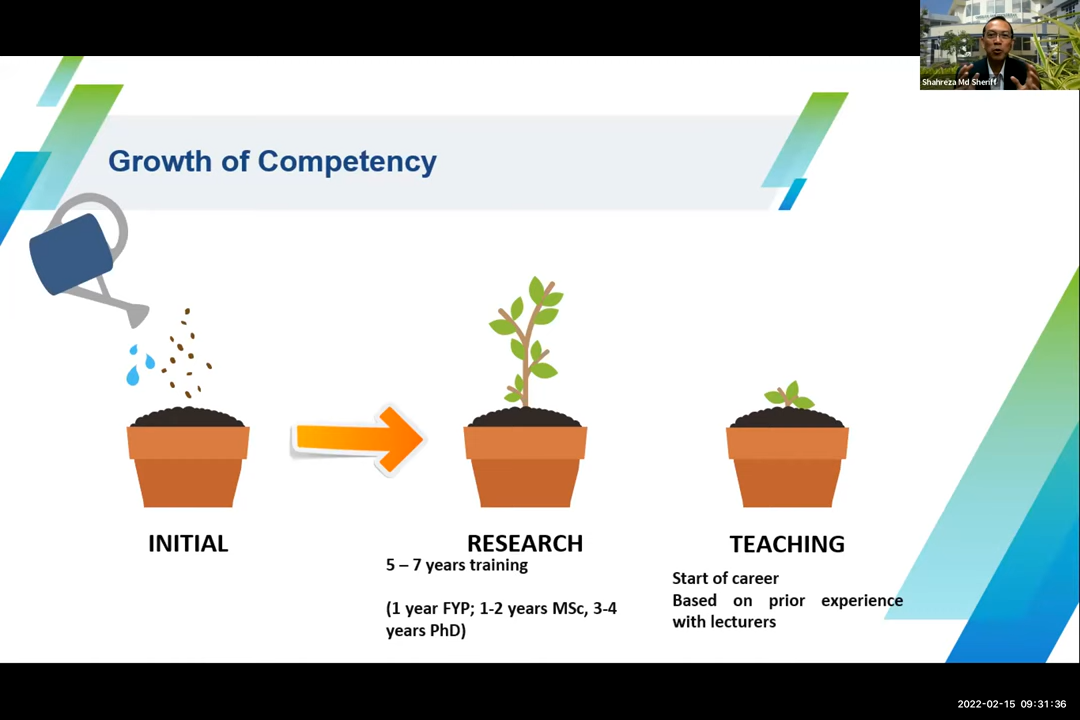 Shahreza Md Sheriff
Growth of Competency
INITIAL
RESEARCH
5 – 7 years training
(1 year FYP; 1-2 years MSc, 3-4
years PhD)
TEACHING
Start of career
Based on prior experience
with lecturers
2022-02-15 09:31:36